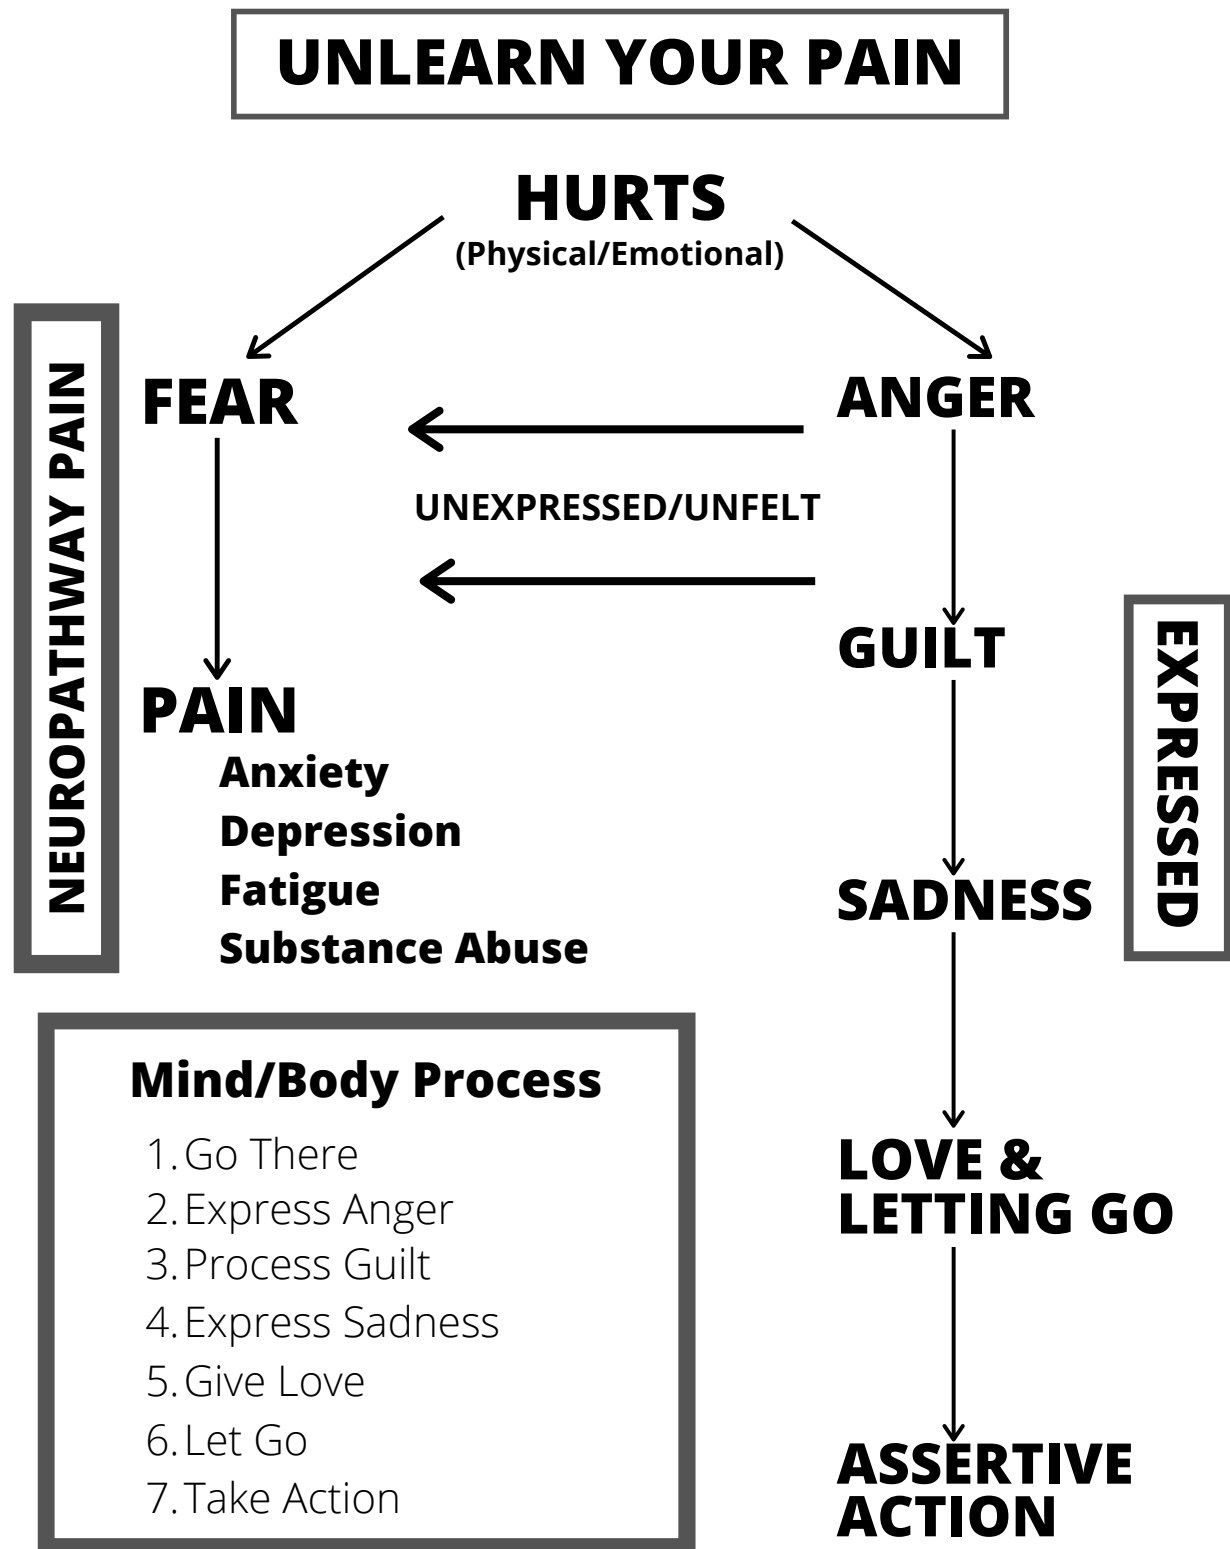 UNLEARN YOUR PAIN
HURTS
(Physical/Emotional)
NEUROPATHWAY PAIN
FEAR
ANGER
UNEXPRESSED/UNFELT
GUILT
EXPRESSED
PAIN
Anxiety
Depression
Fatigue
Substance Abuse
SADNESS
Mind/Body Process
1. Go There
2. Express Anger
3. Process Guilt
4. Express Sadness
5. Give Love
6. Let Go
7. Take Action
LOVE &
LETTING GO
ASSERTIVE
ACTION